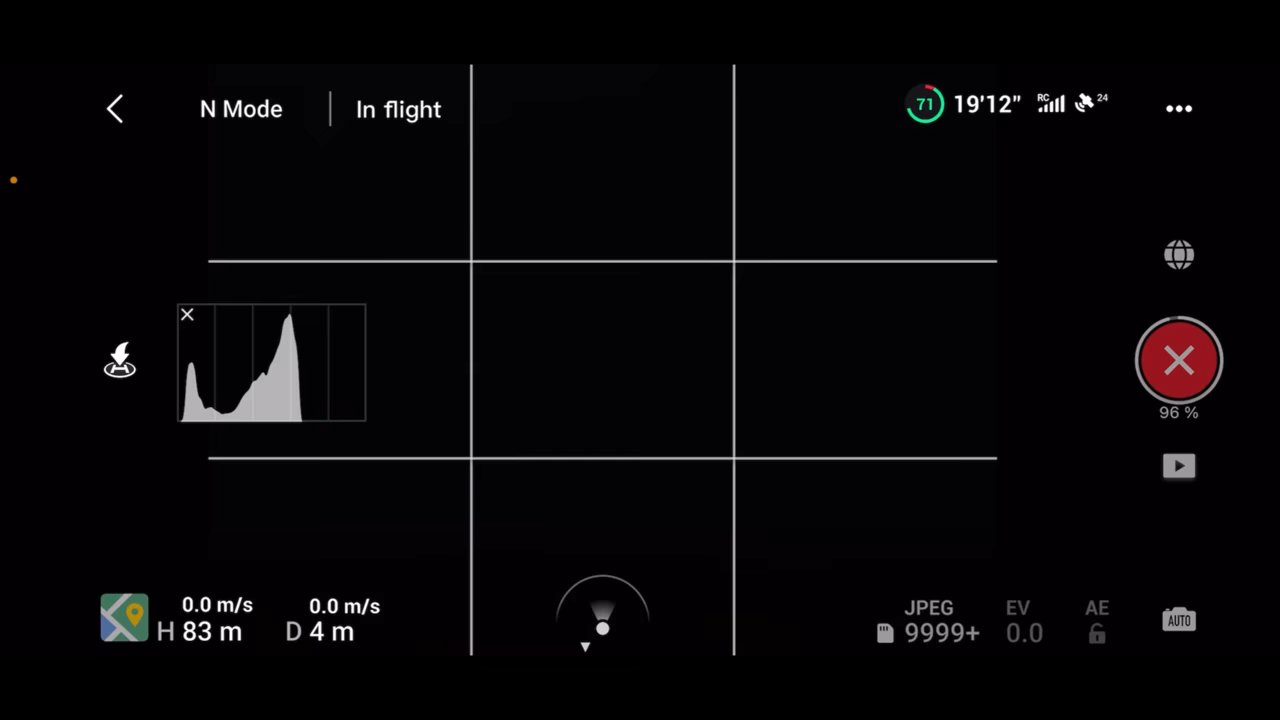 N Mode | In flight
71 19'12" RC 24
96 %
0.0 m/s 0.0 m/s
H 83 m D 4 m
JPEG EV AE
9999+ 0.0
AUTO